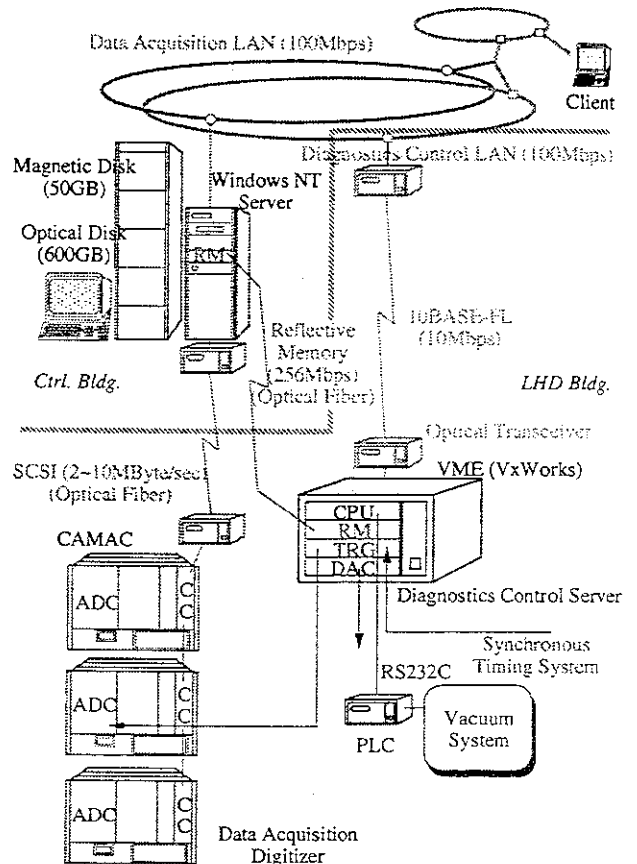 Data Acquisition LAN (100Mbps)
Client
Diagnostics Control LAN (100Mbps)
Magnetic Disk
(50GB)
Windows NT
Server
Optical Disk
(600GB)
RM
10BASE-FL
(10Mbps)
Reflective
Memory
(256Mbps)
(Optical Fiber)
Ctrl. Bldg.
LHD Bldg.
Optical Transceiver
SCSI (2~10MByte/sec)
(Optical Fiber)
VME (VxWorks)
CPU
RM
TRG
DAC
CAMAC
ADC
C
C
Diagnostics Control Server
Synchronous
Timing System
RS232C
ADC
C
C
PLC
Vacuum
System
ADC
C
C
Data Acquisition
Digitizer